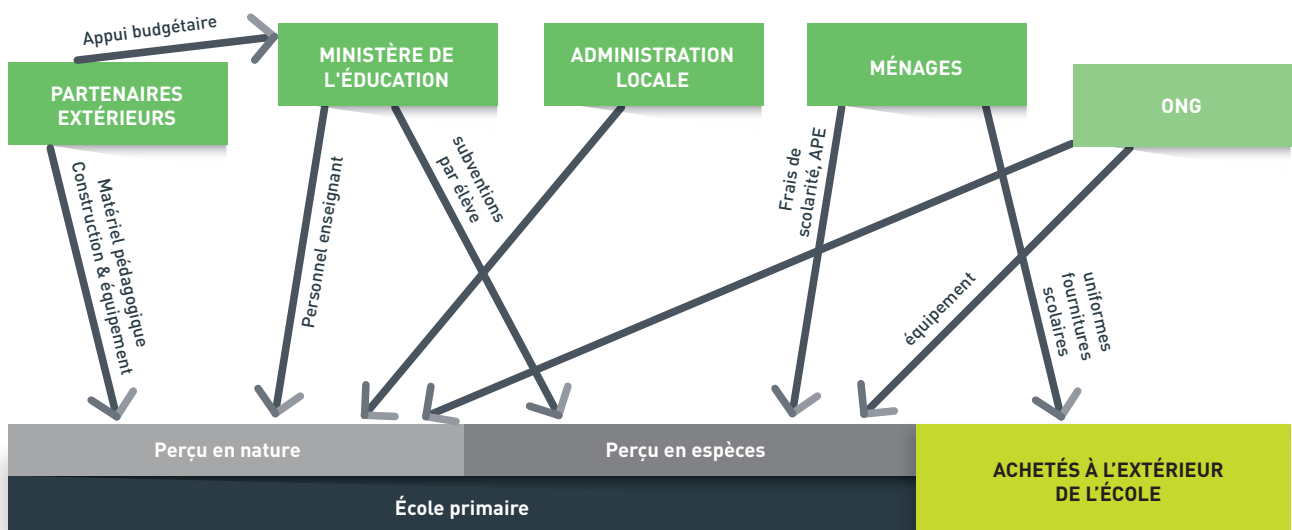 Appui budgétaire
PARTENAIRES
EXTÉRIEURS
MINISTÈRE DE
L'ÉDUCATION
ADMINISTRATION
LOCALE
MÉNAGES
ONG
Matériel pédagogique
Construction & équipement
Personnel enseignant
subventions
par élève
Frais de
scolarité, APE
équipement
uniformes
fournitures
scolaires
Perçu en nature
Perçu en espèces
ACHETÉS À L’EXTÉRIEUR
DE L’ÉCOLE
École primaire